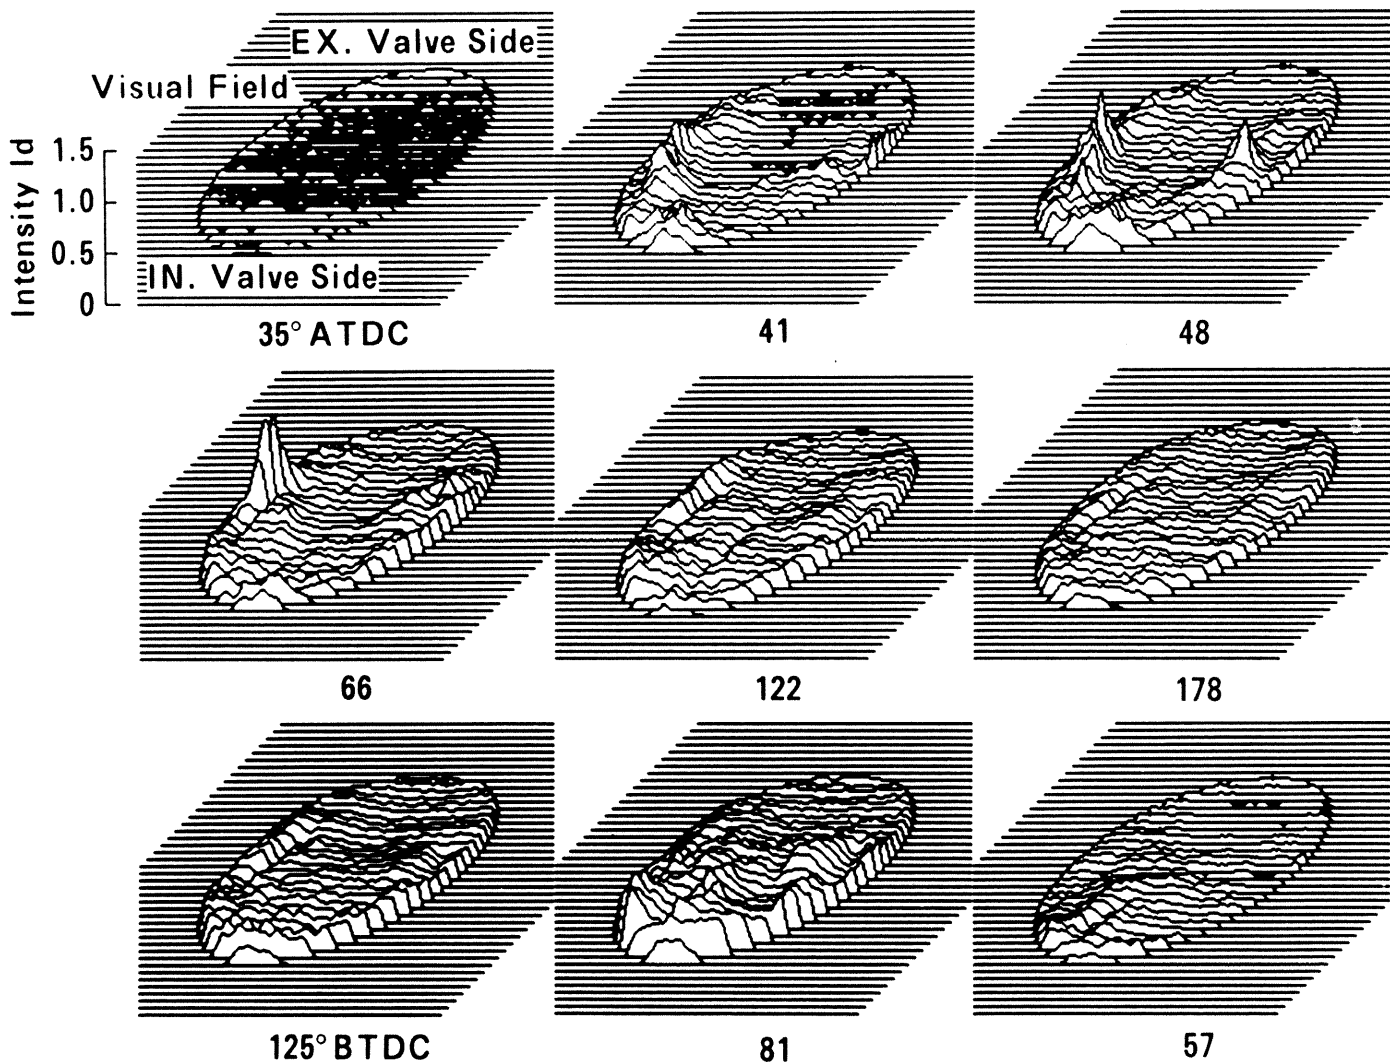 EX. Valve Side
Visual Field
Intensity Id
1.5
1.0
0.5
0
IN. Valve Side
35° ATDC
41
48
66
122
178
125° BTDC
81
57